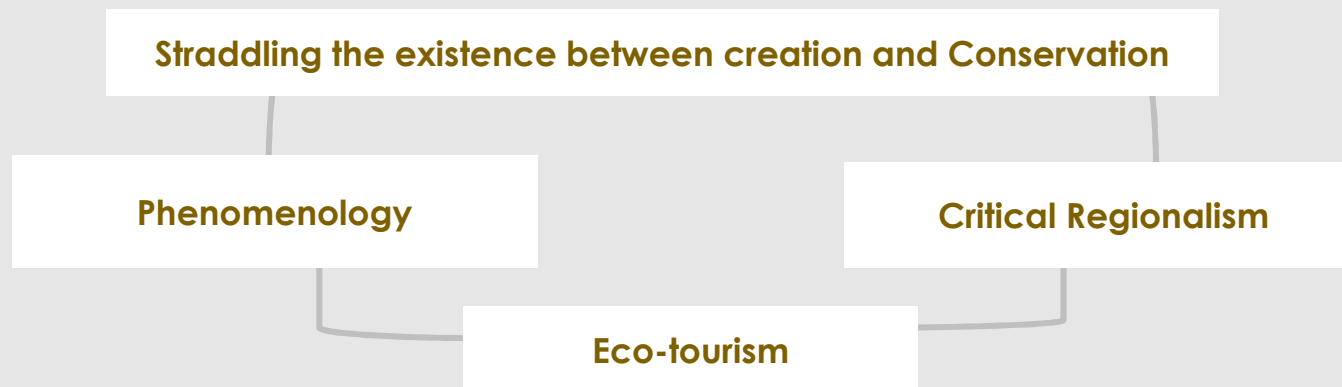 Straddling the existence between creation and Conservation
Phenomenology
Critical Regionalism
Eco-tourism